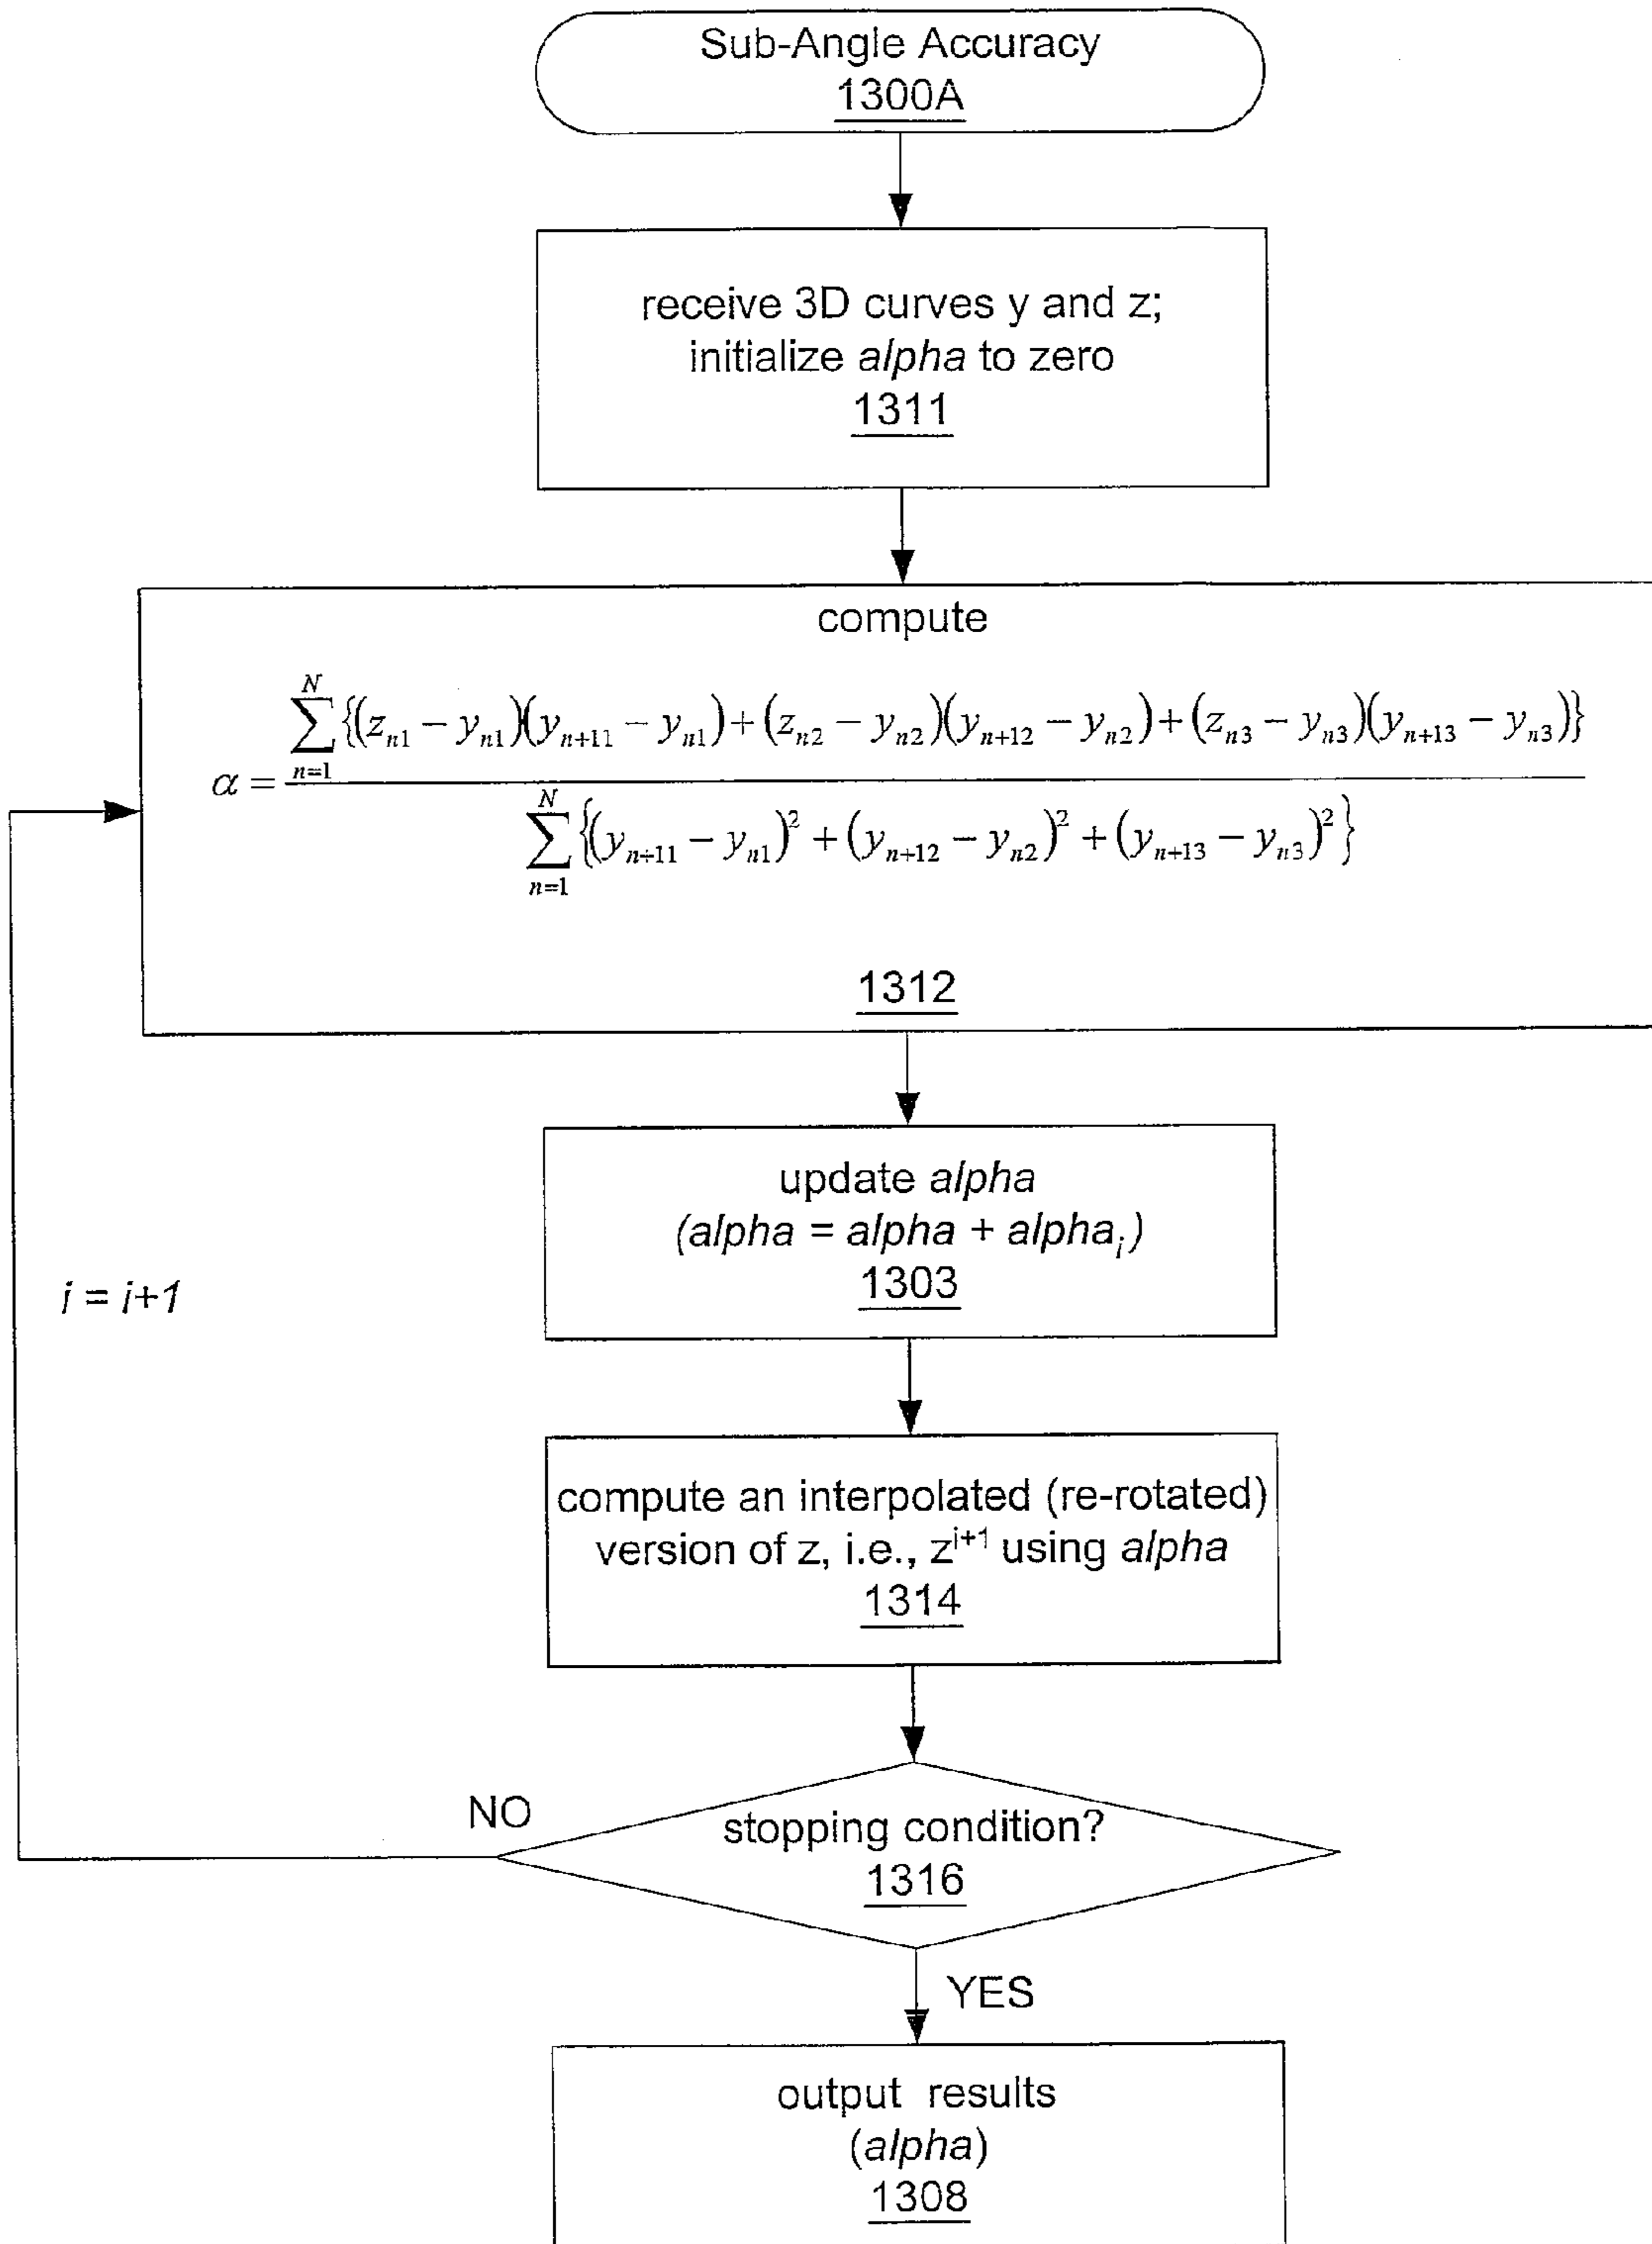 Sub-Angle Accuracy
1300A
receive 3D curves y and z;
initialize alpha to zero
1311
compute
α = \frac{\sum_{n=1}^{N} \{(z_{n1} - y_{n1})(y_{n+11} - y_{n1}) + (z_{n2} - y_{n2})(y_{n+12} - y_{n2}) + (z_{n3} - y_{n3})(y_{n+13} - y_{n3})\}}{\sum_{n=1}^{N} \{(y_{n+11} - y_{n1})^2 + (y_{n+12} - y_{n2})^2 + (y_{n+13} - y_{n3})^2\}}
1312
update alpha
(alpha = alpha + alpha_i)
1303
i = i+1
compute an interpolated (re-rotated)
version of z, i.e., z^{i+1} using alpha
1314
NO
stopping condition?
1316
YES
output results
(alpha)
1308